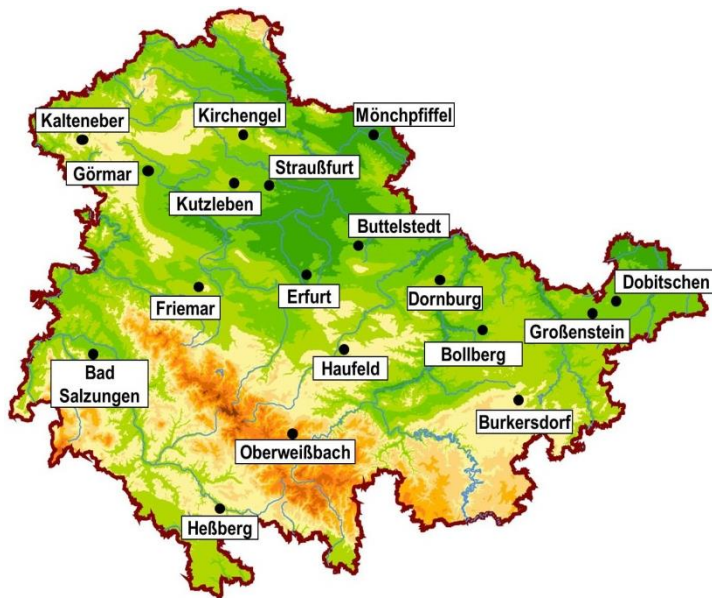 Kirchengel
Mönchpfiffel
Kalteneber
Straußfurt
Görmar
Kutzleben
Buttelstedt
Dobitschen
Friemar
Erfurt
Dornburg
Großenstein
Haufeld
Bollberg
Bad
Salzungen
Burkersdorf
Oberweißbach
Heßberg